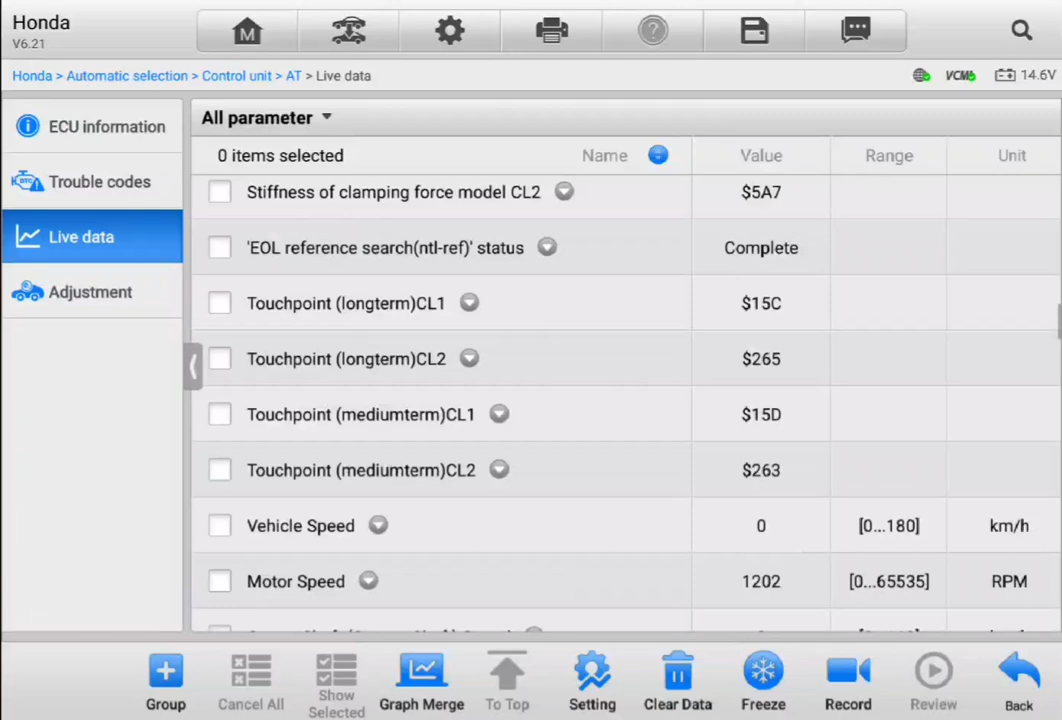 Honda
V6.21
M
?
Honda > Automatic selection > Control unit > AT > Live data
VCMI
14.6V
ECU information
Trouble codes
Live data
Adjustment
All parameter
0 items selected Name Value Range Unit
Stiffness of clamping force model CL2 $5A7
'EOL reference search(ntl-ref)' status Complete
Touchpoint (longterm)CL1 $15C
Touchpoint (longterm)CL2 $265
Touchpoint (mediumterm)CL1 $15D
Touchpoint (mediumterm)CL2 $263
Vehicle Speed 0 [0...180] km/h
Motor Speed 1202 [0...65535] RPM
Group
Cancel All
Show
Selected
Graph Merge
To Top
Setting
Clear Data
Freeze
Record
Review
Back